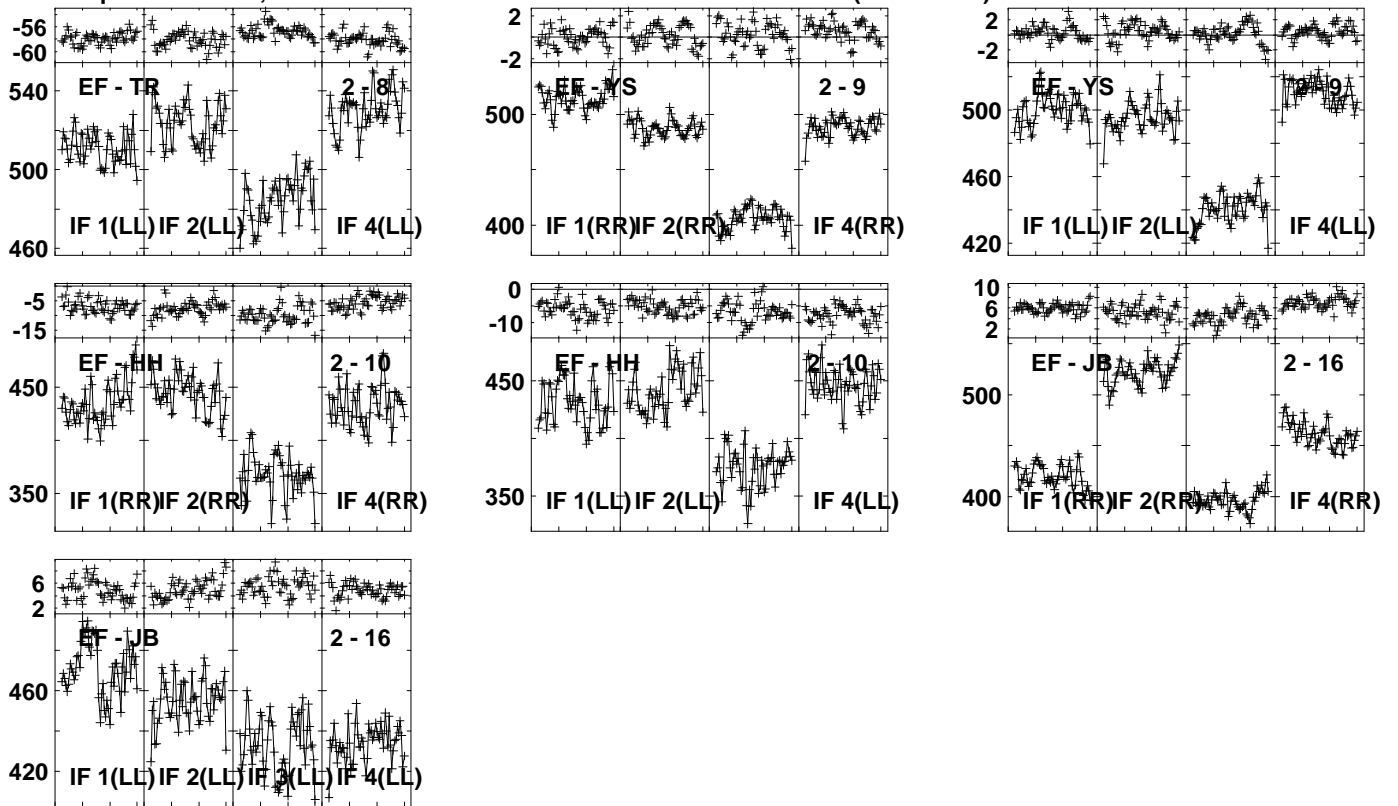 -56
-60
540
500
460
EF - TR
2 - 8
IF 1(LL) IF 2(LL) IF 4(LL)
2
-2
500
400
EF - YS
2 - 9
IF 1(RR) IF 2(RR) IF 4(RR)
2
-2
500
460
420
EF - YS
2 - 9
IF 1(LL) IF 2(LL) IF 4(LL)
-5
-15
450
350
EF - HH
2 - 10
IF 1(RR) IF 2(RR) IF 4(RR)
0
-10
450
350
EF - HH
2 - 10
IF 1(LL) IF 2(LL) IF 4(LL)
10
6
2
500
400
EF - JB
2 - 16
IF 1(RR) IF 2(RR) IF 4(RR)
6
2
460
420
EF - JB
2 - 16
IF 1(LL) IF 2(LL) IF 3(LL) IF 4(LL)